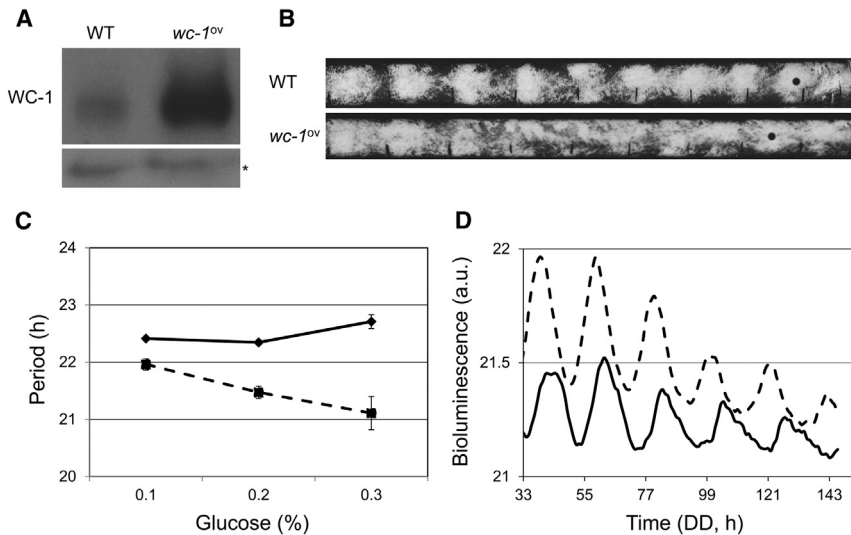 A
WT
wc-1ov
WC-1
*
B
WT
wc-1ov
C
24
23
22
21
20
Period (h)
0.1
0.2
0.3
Glucose (%)
D
22
21.5
21
Bioluminescence (a.u.)
33
55
77
99
121
143
Time (DD, h)